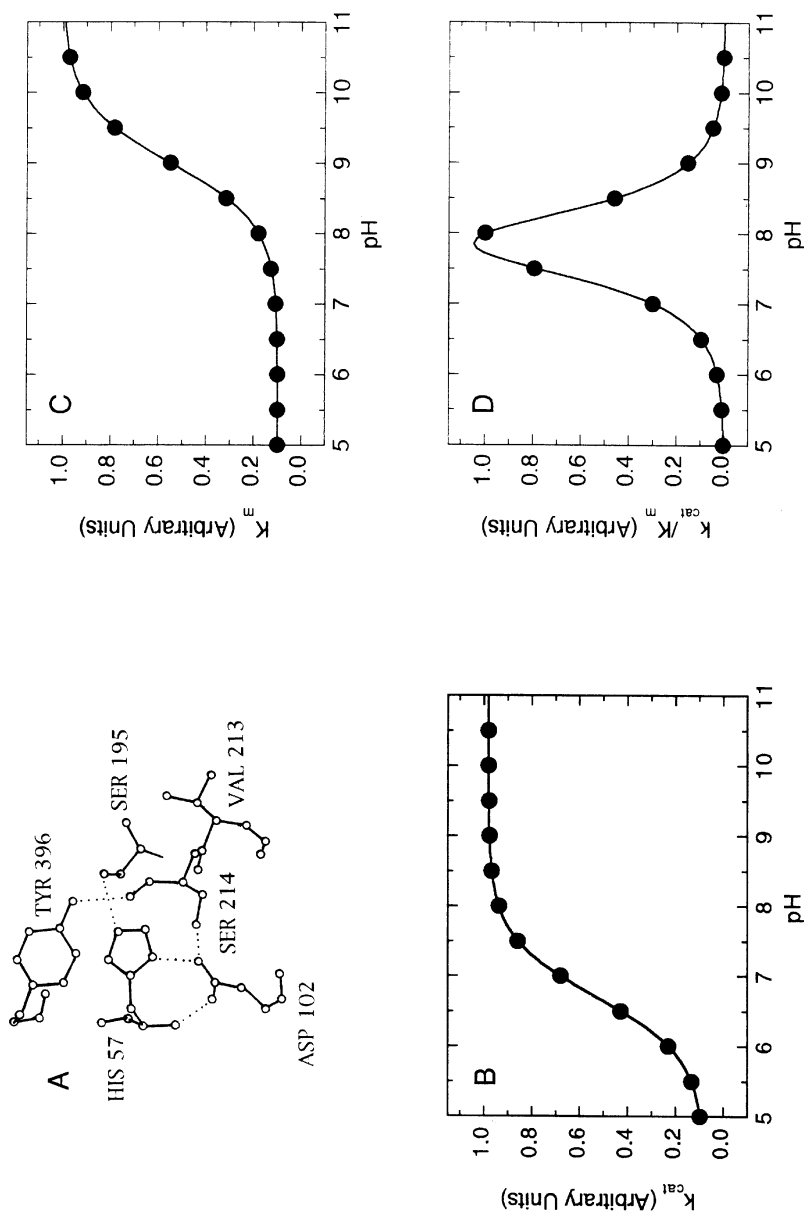 A
TYR 396
SER 195
HIS 57
SER 214
VAL 213
ASP 102
C
K_m (Arbitrary Units)
1.0
0.8
0.6
0.4
0.2
0.0
5 6 7 8 9 10 11
pH
B
k_cat (Arbitrary Units)
1.0
0.8
0.6
0.4
0.2
0.0
5 6 7 8 9 10 11
pH
D
k_cat/K_m (Arbitrary Units)
1.0
0.8
0.6
0.4
0.2
0.0
5 6 7 8 9 10 11
pH